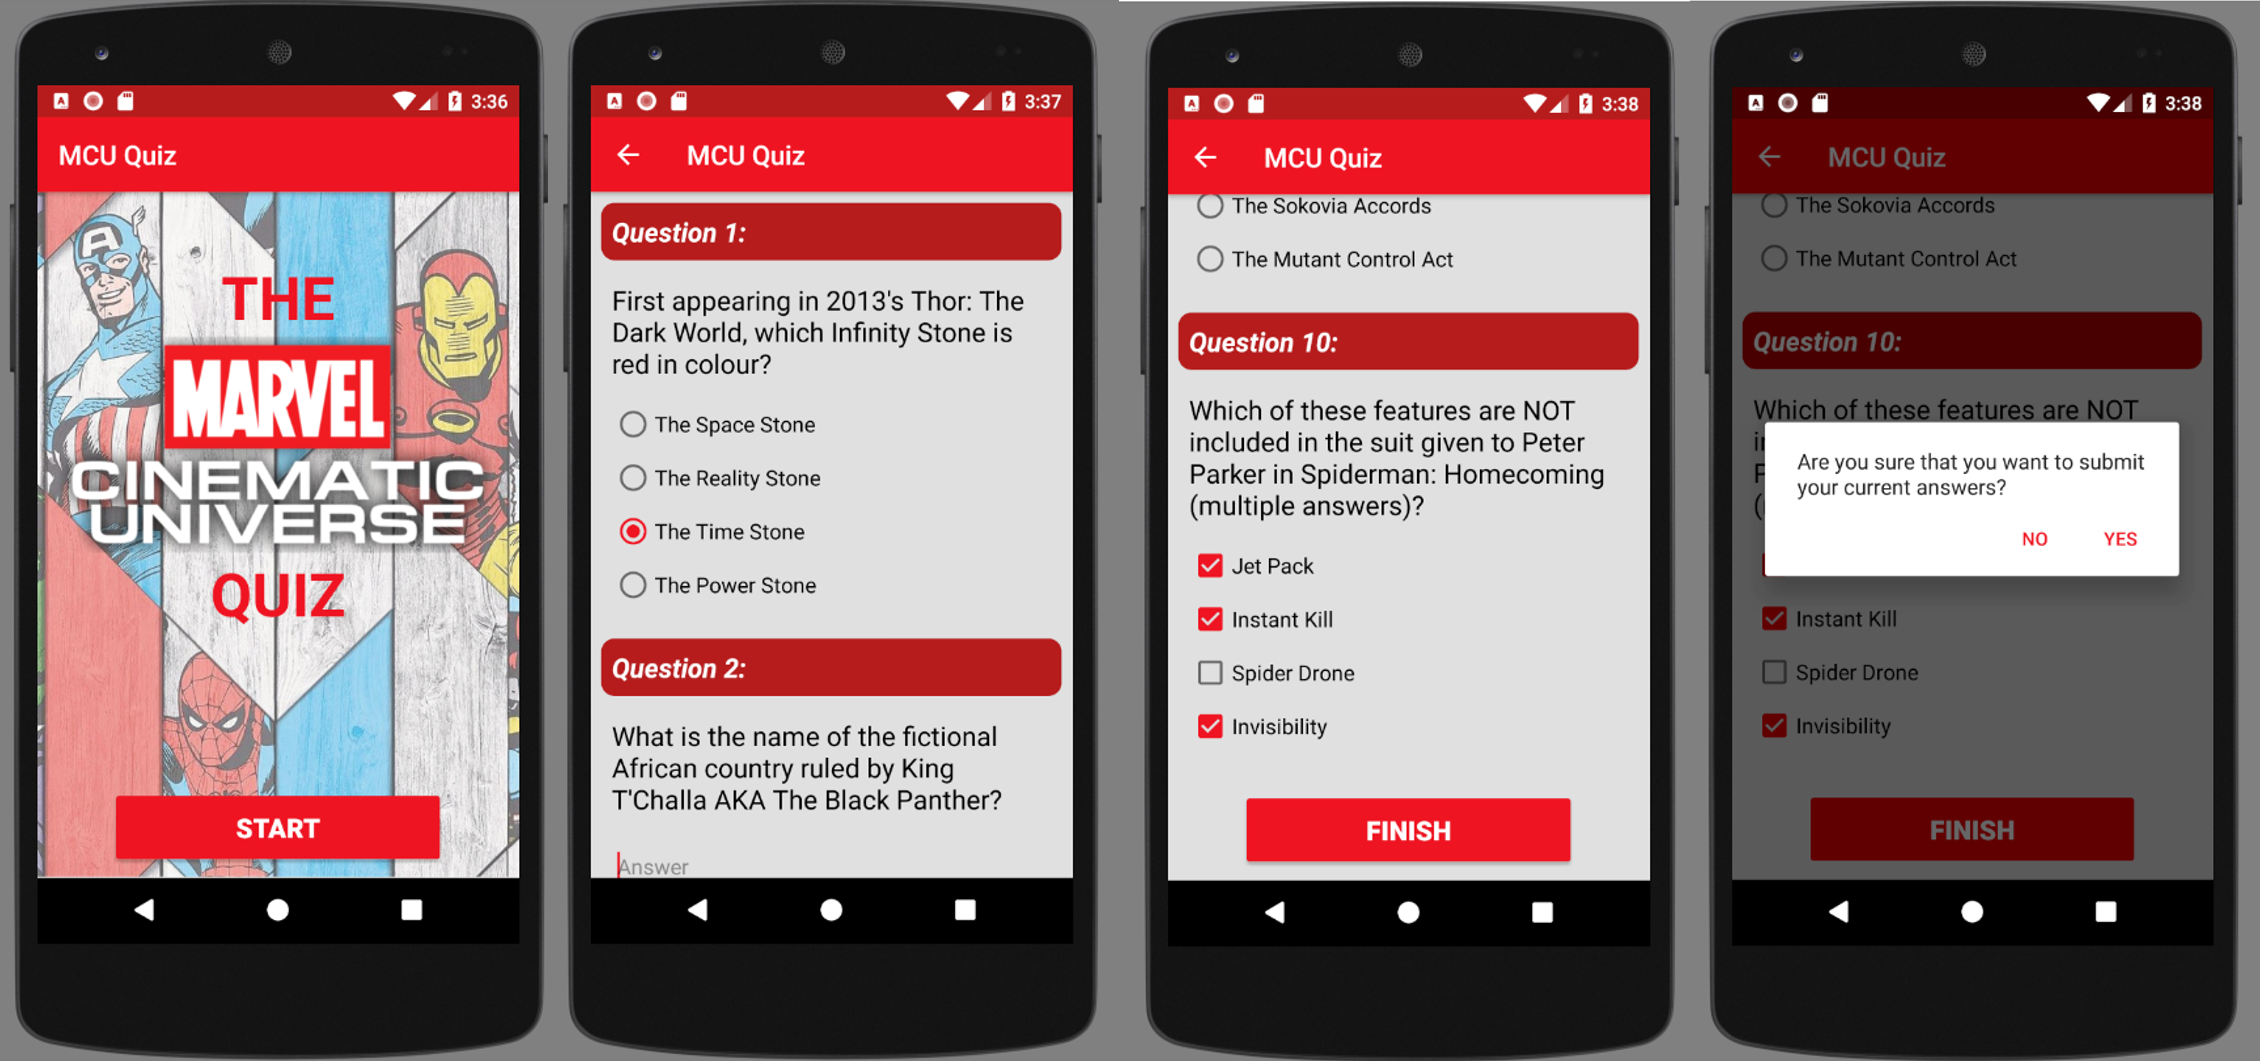 3:36
MCU Quiz
THE
MARVEL
CINEMATIC
UNIVERSE
QUIZ
START
3:37
MCU Quiz
Question 1:
First appearing in 2013's Thor: The
Dark World, which Infinity Stone is
red in colour?
The Space Stone
The Reality Stone
The Time Stone
The Power Stone
Question 2:
What is the name of the fictional
African country ruled by King
T'Challa AKA The Black Panther?
Answer
3:38
MCU Quiz
The Sokovia Accords
The Mutant Control Act
Question 10:
Which of these features are NOT
included in the suit given to Peter
Parker in Spiderman: Homecoming
(multiple answers)?
Jet Pack
Instant Kill
Spider Drone
Invisibility
FINISH
3:38
MCU Quiz
The Sokovia Accords
The Mutant Control Act
Question 10:
Which of these features are NOT
Are you sure that you want to submit
your current answers?
NO YES
Instant Kill
Spider Drone
Invisibility
FINISH